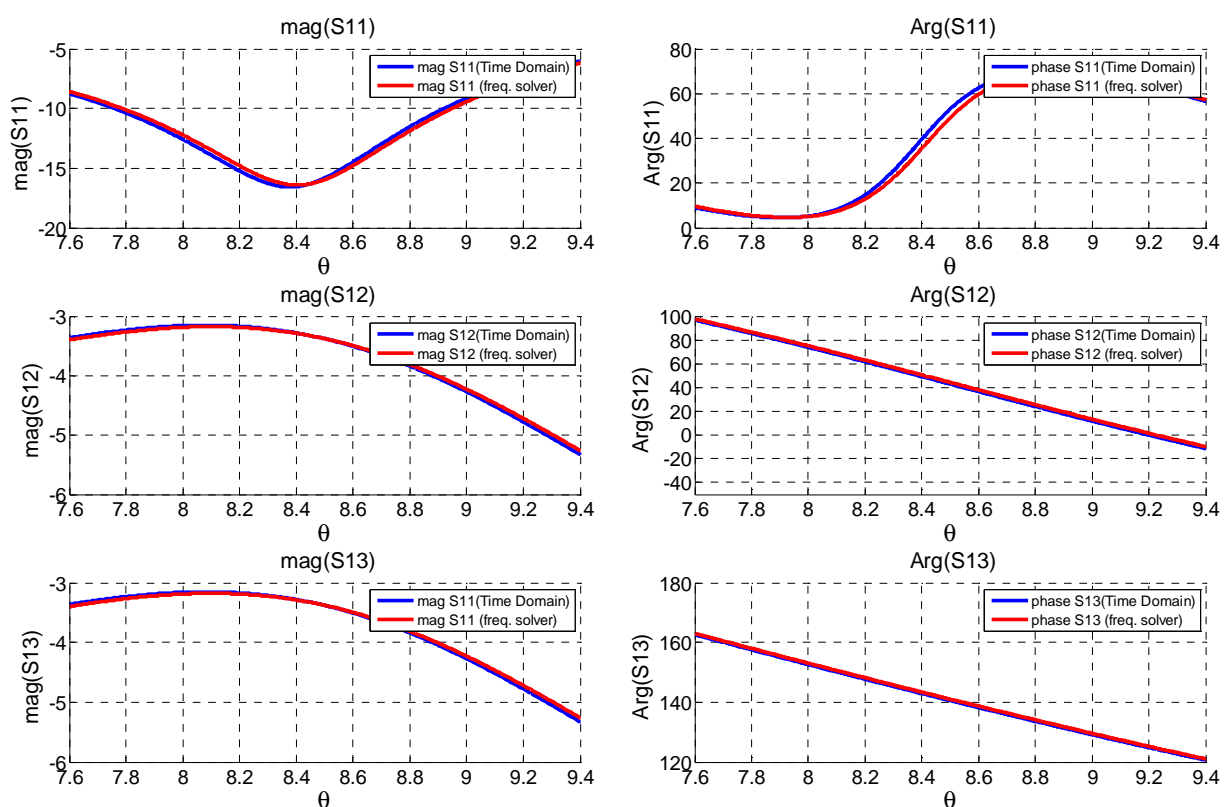 mag(S11)
-5
-10
-15
-20
mag(S11)
mag S11(Time Domain)
mag S11 (freq. solver)
7.6 7.8 8 8.2 8.4 8.6 8.8 9 9.2 9.4
θ
Arg(S11)
80
60
40
20
0
Arg(S11)
phase S11(Time Domain)
phase S11 (freq. solver)
7.6 7.8 8 8.2 8.4 8.6 8.8 9 9.2 9.4
θ
mag(S12)
-3
-4
-5
-6
mag(S12)
mag S12(Time Domain)
mag S12 (freq. solver)
7.6 7.8 8 8.2 8.4 8.6 8.8 9 9.2 9.4
θ
Arg(S12)
100
80
60
40
20
0
-20
-40
Arg(S12)
phase S12(Time Domain)
phase S12 (freq. solver)
7.6 7.8 8 8.2 8.4 8.6 8.8 9 9.2 9.4
θ
mag(S13)
-3
-4
-5
-6
mag(S13)
mag S11(Time Domain)
mag S11 (freq. solver)
7.6 7.8 8 8.2 8.4 8.6 8.8 9 9.2 9.4
θ
Arg(S13)
180
160
140
120
Arg(S13)
phase S13(Time Domain)
phase S13 (freq. solver)
7.6 7.8 8 8.2 8.4 8.6 8.8 9 9.2 9.4
θ